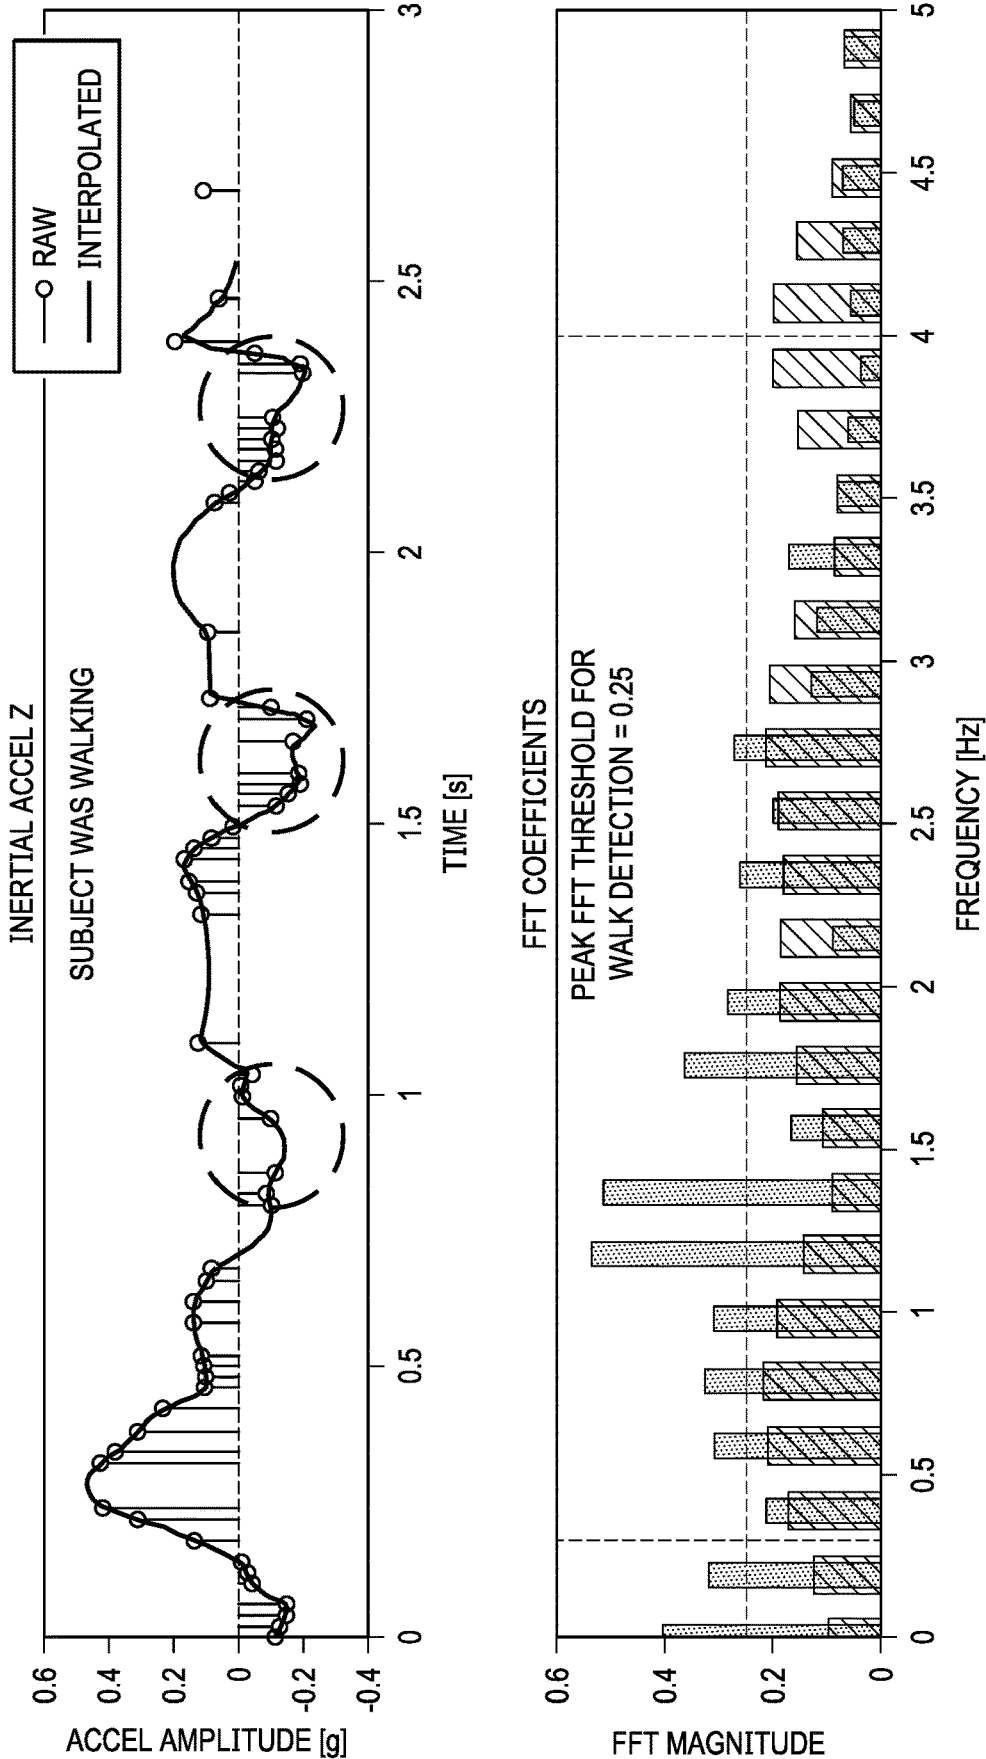 INERTIAL ACCEL Z
SUBJECT WAS WALKING
RAW
INTERPOLATED
ACCEL AMPLITUDE [g]
0.6
0.4
0.2
0
-0.2
-0.4
0
0.5
1
1.5
2
2.5
3
TIME [s]
FFT COEFFICIENTS
PEAK FFT THRESHOLD FOR
WALK DETECTION = 0.25
FFT MAGNITUDE
0.6
0.4
0.2
0
0
0.5
1
1.5
2
2.5
3
3.5
4
4.5
5
FREQUENCY [Hz]